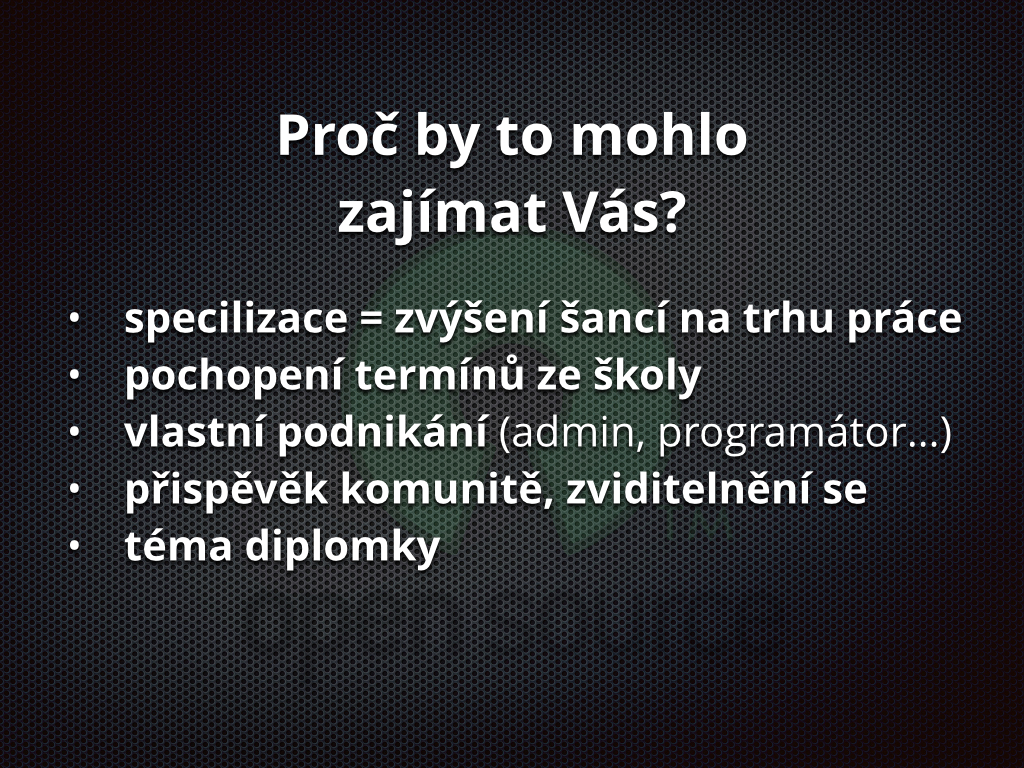 Proč by to mohlo
zajímat Vás?
• specilizace = zvýšení šancí na trhu práce
• pochopení termínů ze školy
• vlastní podnikání (admin, programátor...)
• přispěvěk komunitě, zviditelnění se
• téma diplomky